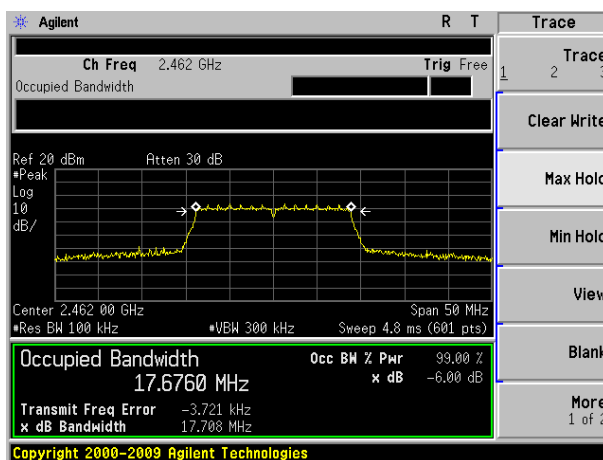 Agilent R T Trace
Ch Freq 2.462 GHz Trig Free
Occupied Bandwidth
Trace
1 2 3
Clear Write
Max Hold
Min Hold
View
Blank
More
1 of 2
Ref 20 dBm Atten 30 dB
#Peak
Log
10
dB/
Center 2.462 00 GHz Span 50 MHz
#Res BW 100 kHz #VBW 300 kHz Sweep 4.8 ms (601 pts)
Occupied Bandwidth Occ BW % Pwr 99.00 %
17.6760 MHz x dB -6.00 dB
Transmit Freq Error -3.721 kHz
x dB Bandwidth 17.708 MHz
Copyright 2000-2009 Agilent Technologies